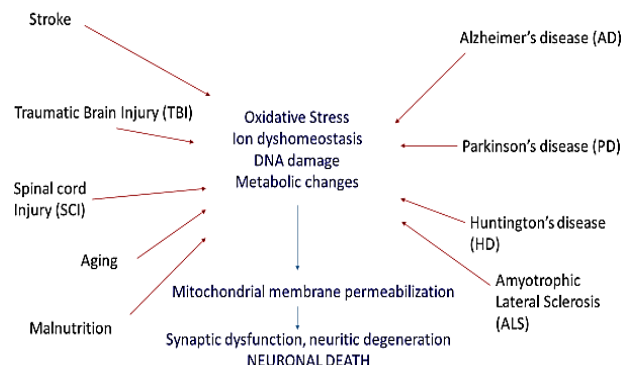 Stroke
Traumatic Brain Injury (TBI)
Spinal cord
Injury (SCI)
Aging
Malnutrition
Oxidative Stress
Ion dyshomeostasis
DNA damage
Metabolic changes
Mitochondrial membrane permeabilization
Synaptic dysfunction, neuritic degeneration
NEURONAL DEATH
Alzheimer's disease (AD)
Parkinson's disease (PD)
Huntington's disease
(HD)
Amyotrophic
Lateral Sclerosis
(ALS)